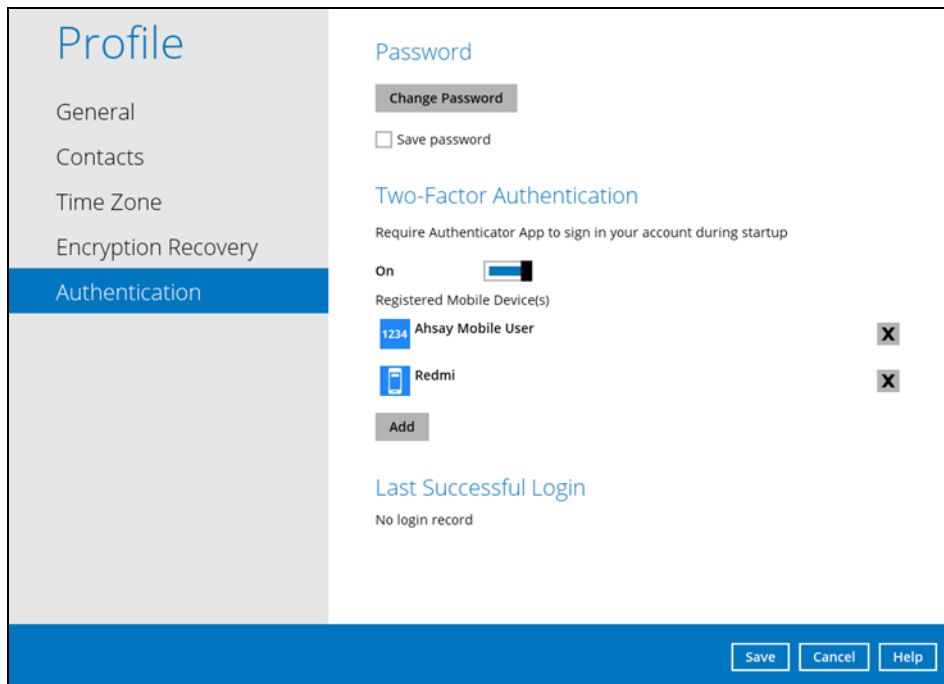 Profile
General
Contacts
Time Zone
Encryption Recovery
Authentication
Password
Change Password
Save password
Two-Factor Authentication
Require Authenticator App to sign in your account during startup
On
Registered Mobile Device(s)
1234 Ahsay Mobile User X
Redmi X
Add
Last Successful Login
No login record
Save Cancel Help